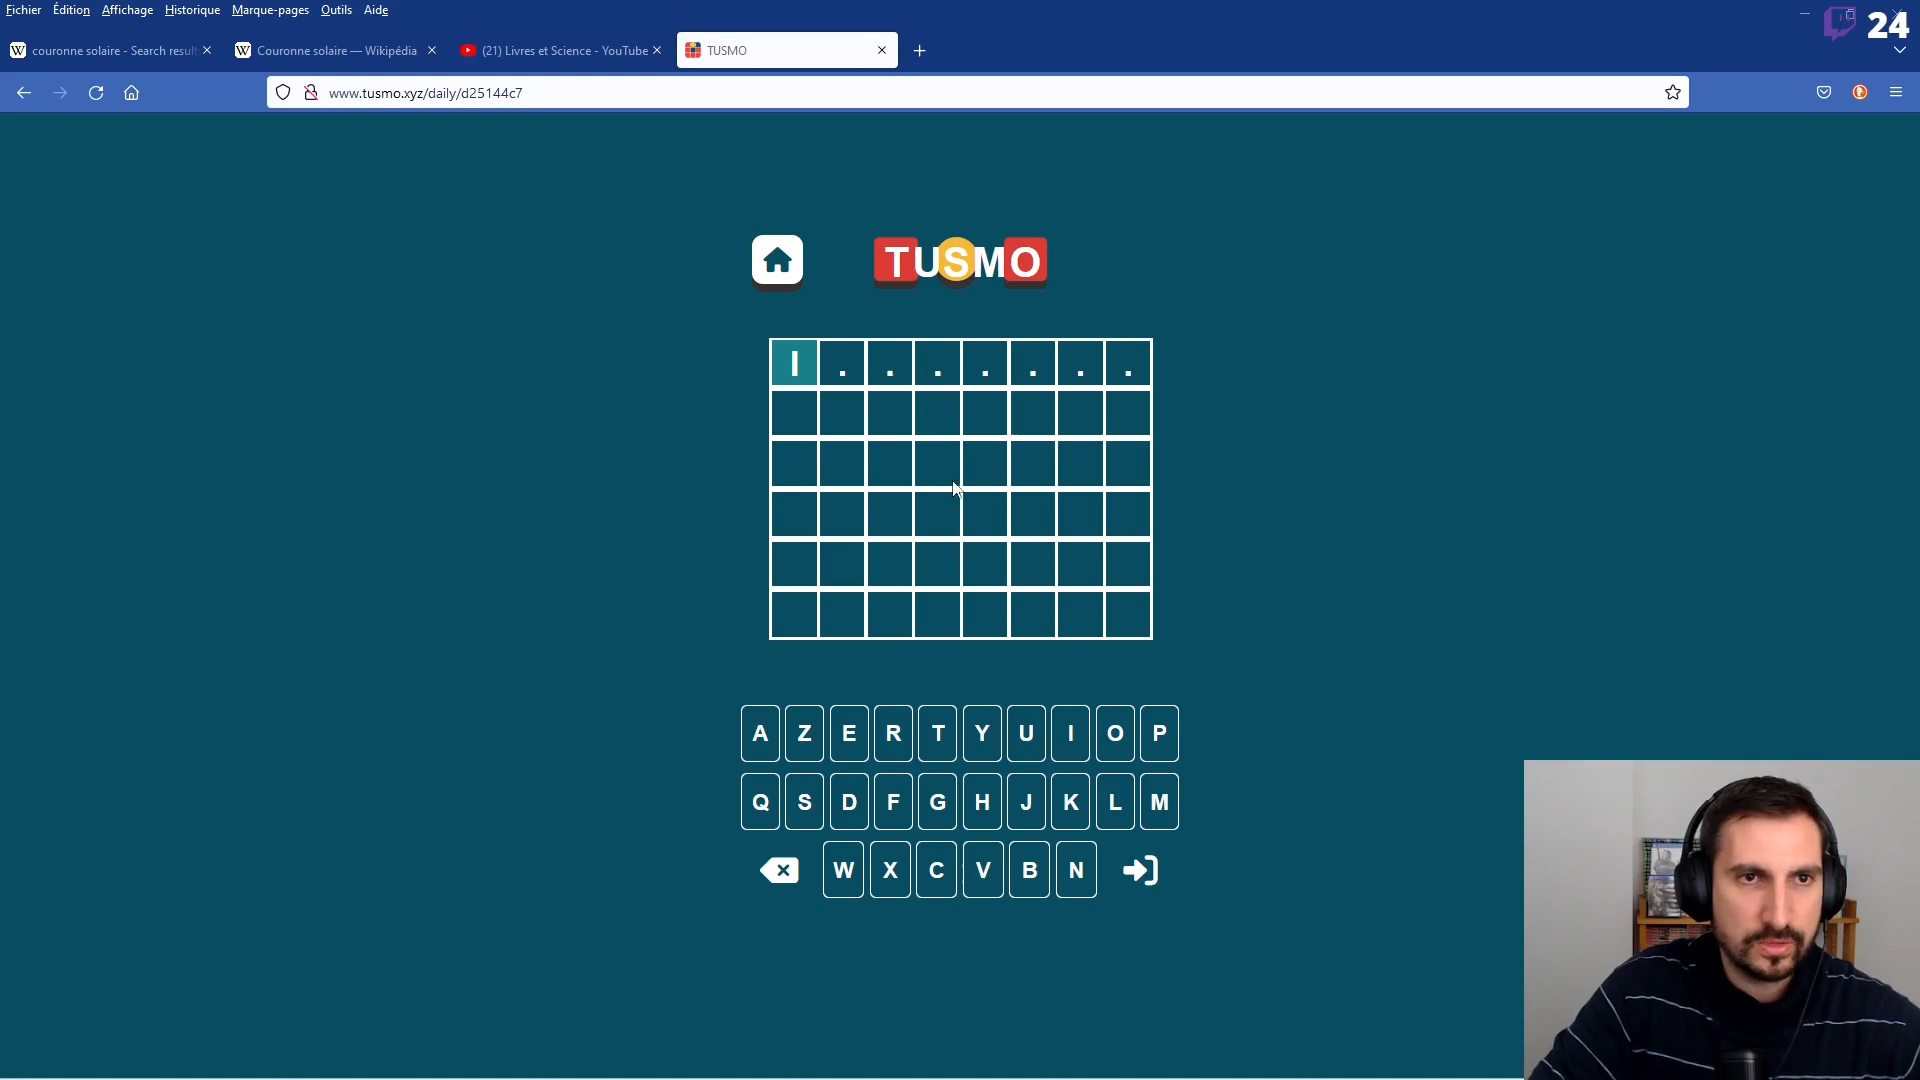 Fichier Édition Affichage Historique Marque-pages Outils Aide
24
couronne solaire - Search result
Couronne solaire — Wikipédia
(21) Livres et Science - YouTube
TUSMO
www.tusmo.xyz/daily/d25144c7
TUSMO
I . . . . . . .
A Z E R T Y U I O P
Q S D F G H J K L M
W X C V B N